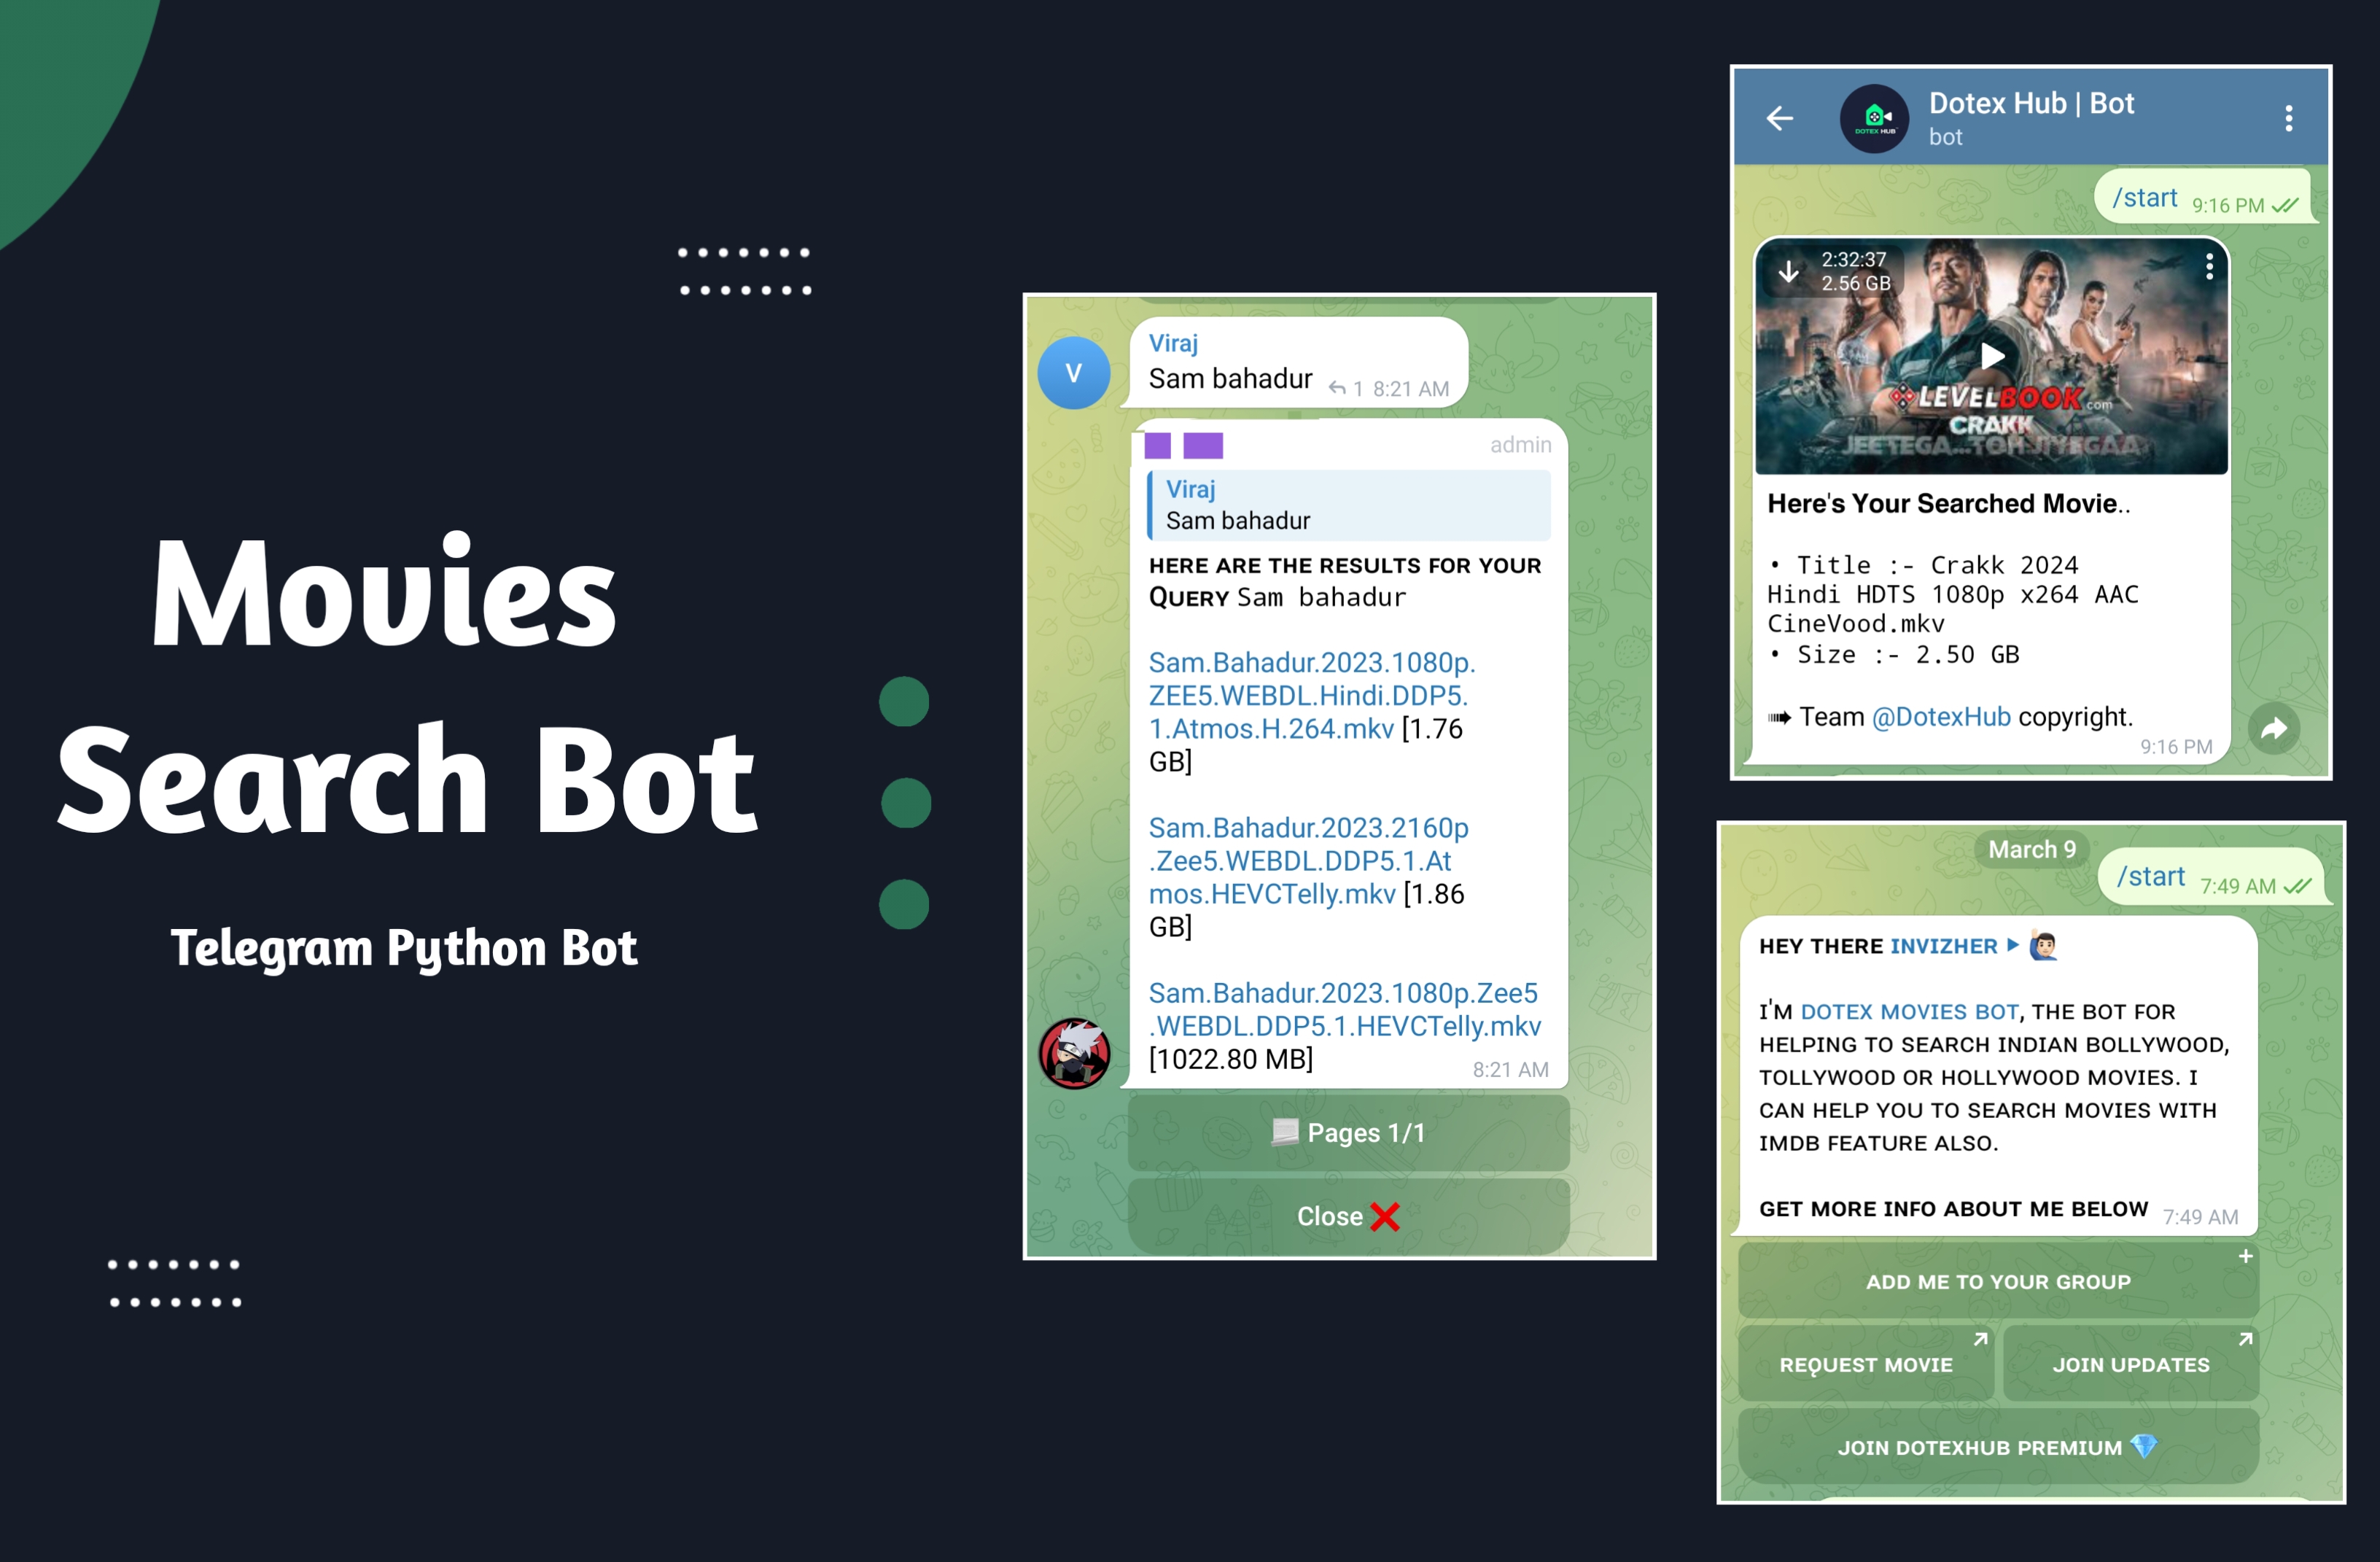 Movies
Search Bot
Telegram Python Bot
V
Viraj
Sam bahadur 1 8:21 AM
admin
Viraj
Sam bahadur
HERE ARE THE RESULTS FOR YOUR
QUERY Sam bahadur
Sam.Bahadur.2023.1080p.
ZEE5.WEBDL.Hindi.DDP5.
1.Atmos.H.264.mkv [1.76
GB]
Sam.Bahadur.2023.2160p
.Zee5.WEBDL.DDP5.1.At
mos.HEVCTelly.mkv [1.86
GB]
Sam.Bahadur.2023.1080p.Zee5
.WEBDL.DDP5.1.HEVCTelly.mkv
[1022.80 MB] 8:21 AM
Pages 1/1
Close ❌
DOTEX HUB
Dotex Hub | Bot
bot
/start 9:16 PM
2:32:37
2.56 GB
LEVELBOOK.com
CRAKK
JEETEGA...TOH JIYEGAA
Here's Your Searched Movie..
• Title :- Crakk 2024
Hindi HDTS 1080p x264 AAC
CineVood.mkv
• Size :- 2.50 GB
➠ Team @DotexHub copyright.
9:16 PM
March 9
/start 7:49 AM
HEY THERE INVIZHER ▸ 🙋🏻‍♂️
I'M DOTEX MOVIES BOT, THE BOT FOR
HELPING TO SEARCH INDIAN BOLLYWOOD,
TOLLYWOOD OR HOLLYWOOD MOVIES. I
CAN HELP YOU TO SEARCH MOVIES WITH
IMDB FEATURE ALSO.
GET MORE INFO ABOUT ME BELOW 7:49 AM
ADD ME TO YOUR GROUP
REQUEST MOVIE
JOIN UPDATES
JOIN DOTEXHUB PREMIUM 💎